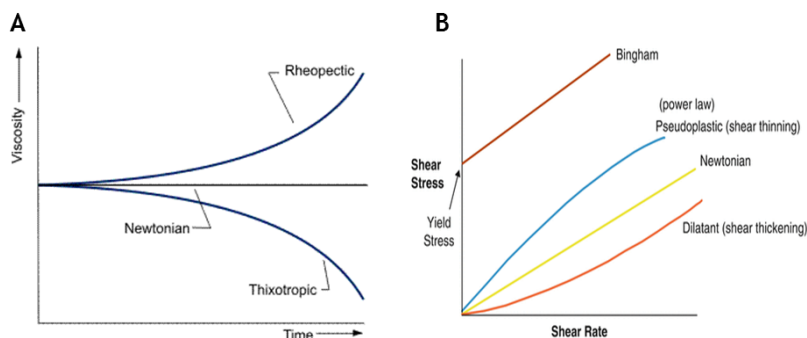 A
Viscosity
Rheopectic
Newtonian
Thixotropic
Time
B
Bingham
(power law)
Pseudoplastic (shear thinning)
Newtonian
Shear
Stress
Yield
Stress
Dilatant (shear thickening)
Shear Rate